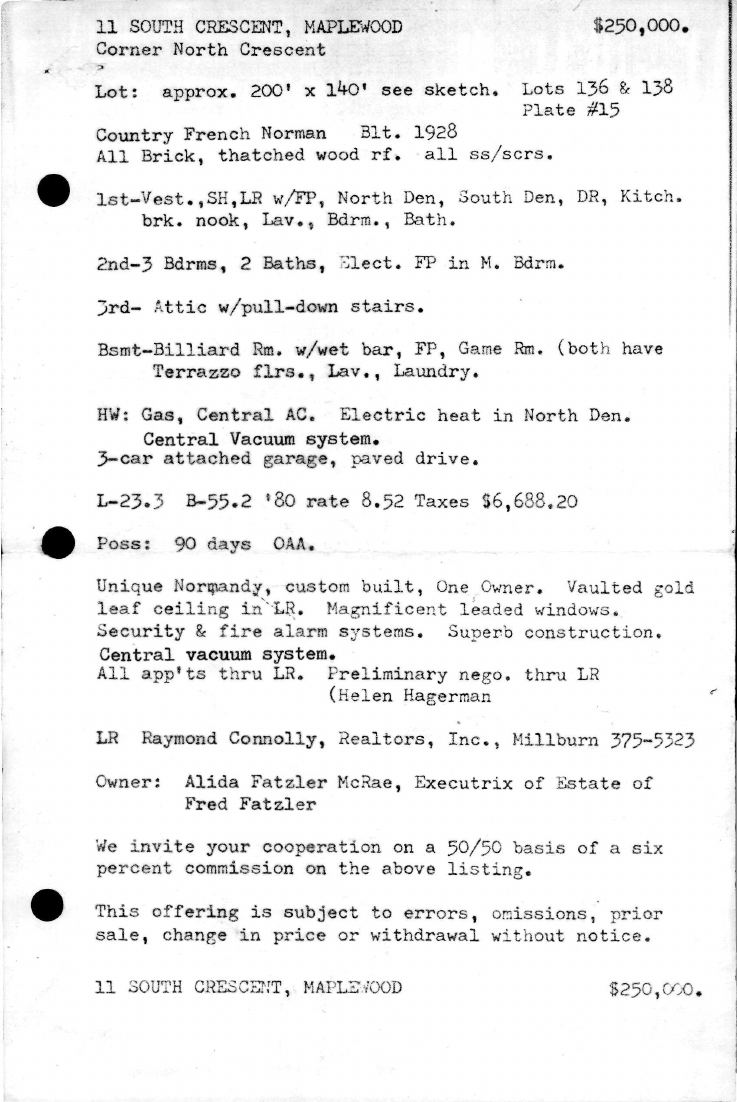 11 SOUTH CRESCENT, MAPLEWOOD $250,000.
Corner North Crescent
Lot: approx. 200' x 140' see sketch. Lots 136 & 138
Plate #15
Country French Norman Blt. 1928
All Brick, thatched wood rf. all ss/scrs.
1st-Vest.,SH,LR w/FP, North Den, South Den, DR, Kitch.
brk. nook, Lav., Bdrm., Bath.
2nd-3 Bdrms, 2 Baths, Elect. FP in M. Bdrm.
3rd- Attic w/pull-down stairs.
Bsmt-Billiard Rm. w/wet bar, FP, Game Rm. (both have
Terrazzo flrs., Lav., Laundry.
HW: Gas, Central AC. Electric heat in North Den.
Central Vacuum system.
3-car attached garage, paved drive.
L-23.3 B-55.2 '80 rate 8.52 Taxes $6,688.20
Poss: 90 days OAA.
Unique Normandy, custom built, One Owner. Vaulted gold
leaf ceiling in LR. Magnificent leaded windows.
Security & fire alarm systems. Superb construction.
Central vacuum system.
All app'ts thru LR. Preliminary nego. thru LR
(Helen Hagerman
LR Raymond Connolly, Realtors, Inc., Millburn 375-5323
Owner: Alida Fatzler McRae, Executrix of Estate of
Fred Fatzler
We invite your cooperation on a 50/50 basis of a six
percent commission on the above listing.
This offering is subject to errors, omissions, prior
sale, change in price or withdrawal without notice.
11 SOUTH CRESCENT, MAPLEWOOD $250,000.